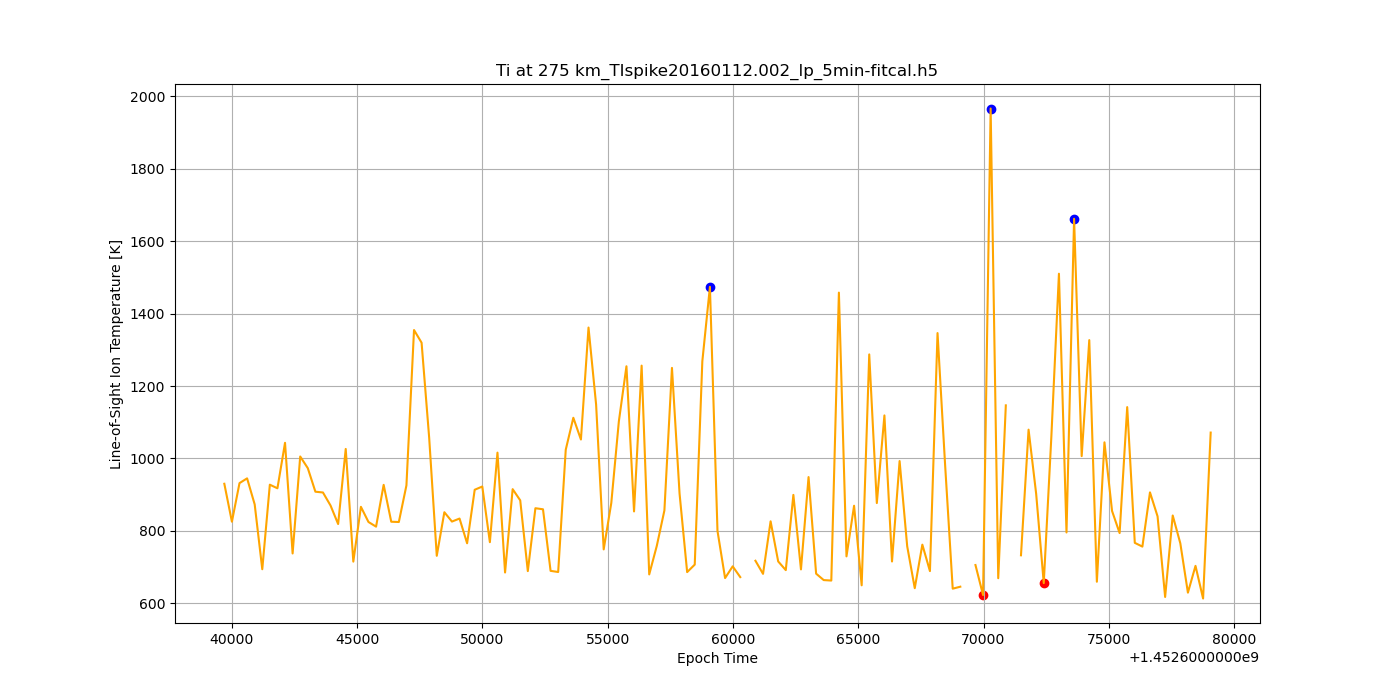 Ti at 275 km_TIspike20160112.002_lp_5min-fitcal.h5
Line-of-Sight Ion Temperature [K]
2000
1800
1600
1400
1200
1000
800
600
40000 45000 50000 55000 60000 65000 70000 75000 80000
Epoch Time
+1.4526000000e9